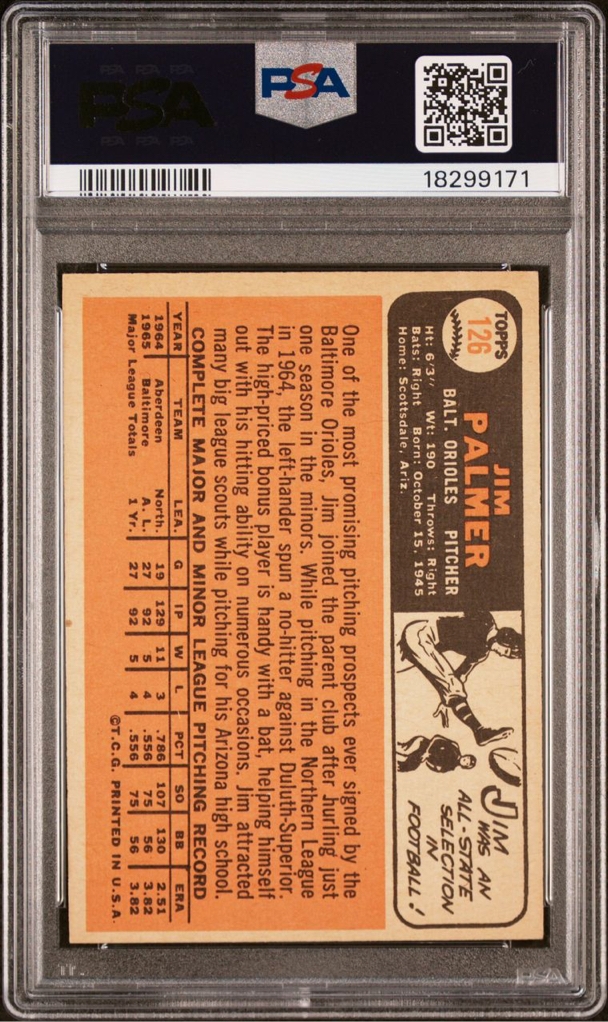 PSA PSA PSA
PSA
PSA PSA PSA
PSA
18299171
TOPPS
126
JIM
PALMER
BALT. ORIOLES PITCHER
Ht: 6'3" Wt: 190 Throws: Right
Bats: Right Born: October 15, 1945
Home: Scottsdale, Ariz.
JIM
WAS AN
ALL-STATE
SELECTION
IN
FOOTBALL!
One of the most promising pitching prospects ever signed by the
Baltimore Orioles, Jim joined the parent club after hurling just
one season in the minors. While pitching in the Northern League
in 1964, the left-hander spun a no-hitter against Duluth-Superior.
The high-priced bonus player is handy with a bat, helping himself
out with his hitting ability on numerous occasions. Jim attracted
many big league scouts while pitching for his Arizona high school.
COMPLETE MAJOR AND MINOR LEAGUE PITCHING RECORD
YEAR TEAM LEA. G IP W L PCT SO BB ERA
1964 Aberdeen North. 19 129 11 3 .786 107 130 2.51
1965 Baltimore A. L. 27 92 5 4 .556 75 56 3.82
Major League Totals 1 Yr. 27 92 5 4 .556 75 56 3.82
©T.C.G. PRINTED IN U.S.A.
PSA